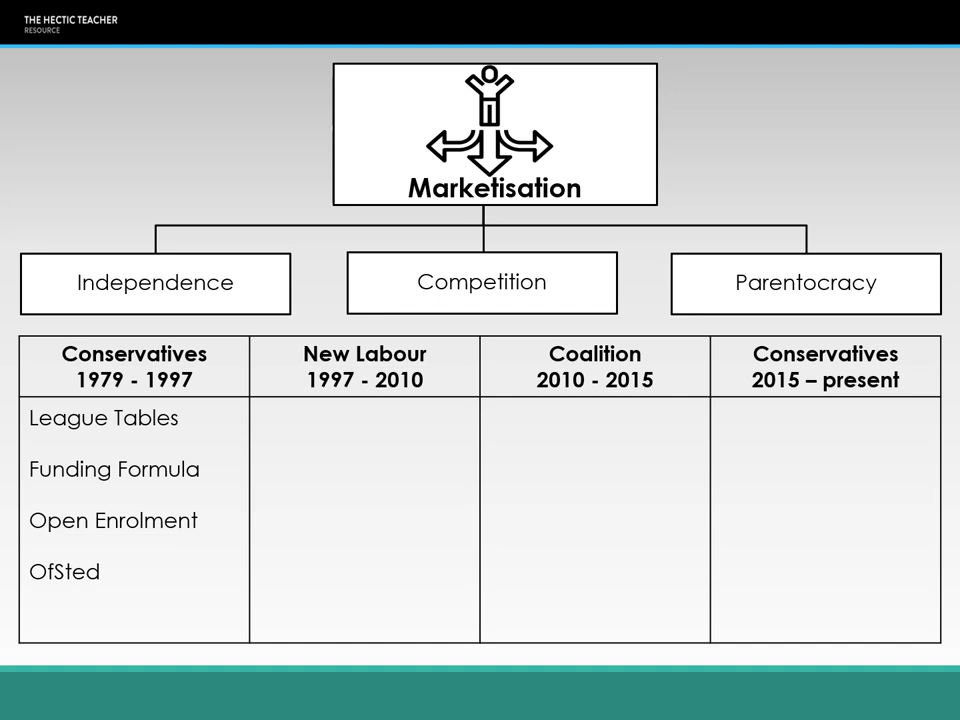 THE HECTIC TEACHER
RESOURCE
Marketisation
Independence
Competition
Parentocracy
Conservatives
1979 - 1997
New Labour
1997 - 2010
Coalition
2010 - 2015
Conservatives
2015 – present
League Tables
Funding Formula
Open Enrolment
OfSted